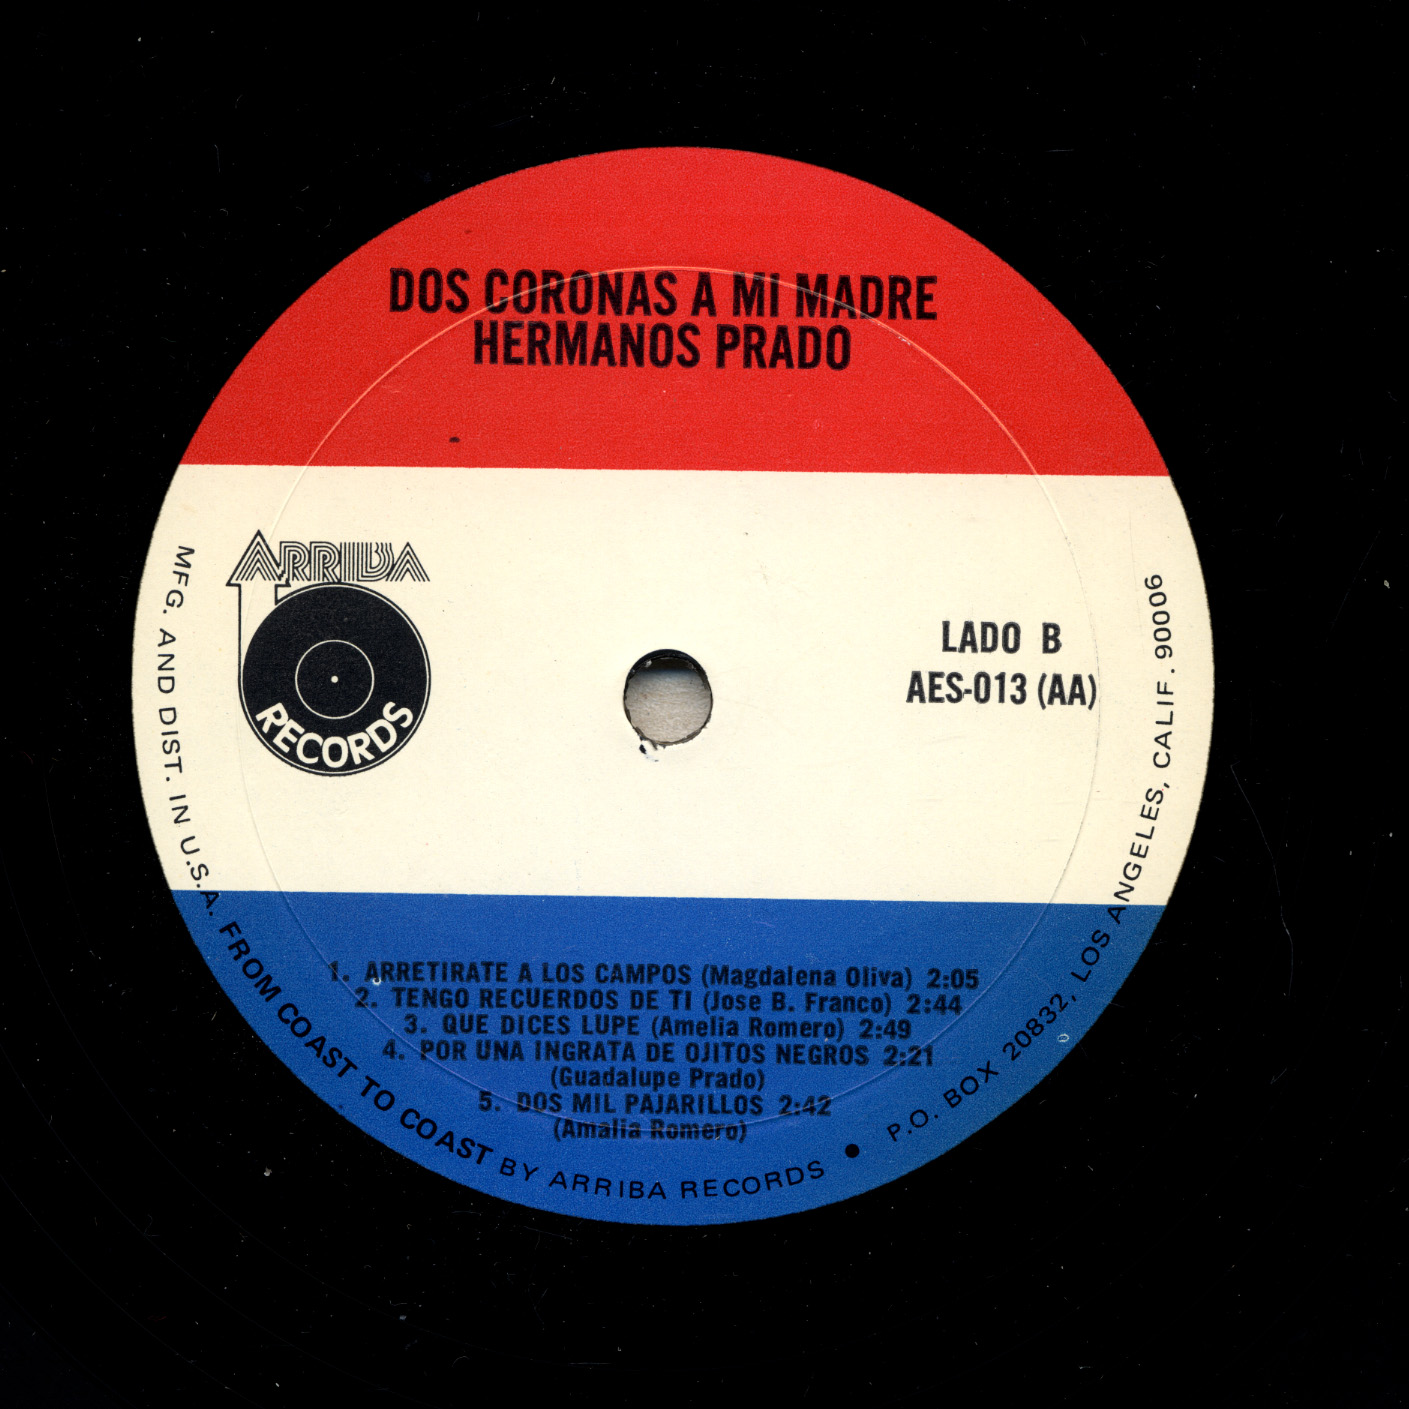 DOS CORONAS A MI MADRE
HERMANOS PRADO
ARRIBA
RECORDS
LADO B
AES-013 (AA)
1. ARRETIRATE A LOS CAMPOS (Magdalena Oliva) 2:05
2. TENGO RECUERDOS DE TI (Jose B. Franco) 2:44
3. QUE DICES LUPE (Amelia Romero) 2:49
4. POR UNA INGRATA DE OJITOS NEGROS 2:21
(Guadalupe Prado)
5. DOS MIL PAJARILLOS 2:42
(Amalia Romero)
MFG. AND DIST. IN U.S.A. FROM COAST TO COAST BY ARRIBA RECORDS • P.O. BOX 20832, LOS ANGELES, CALIF. 90006